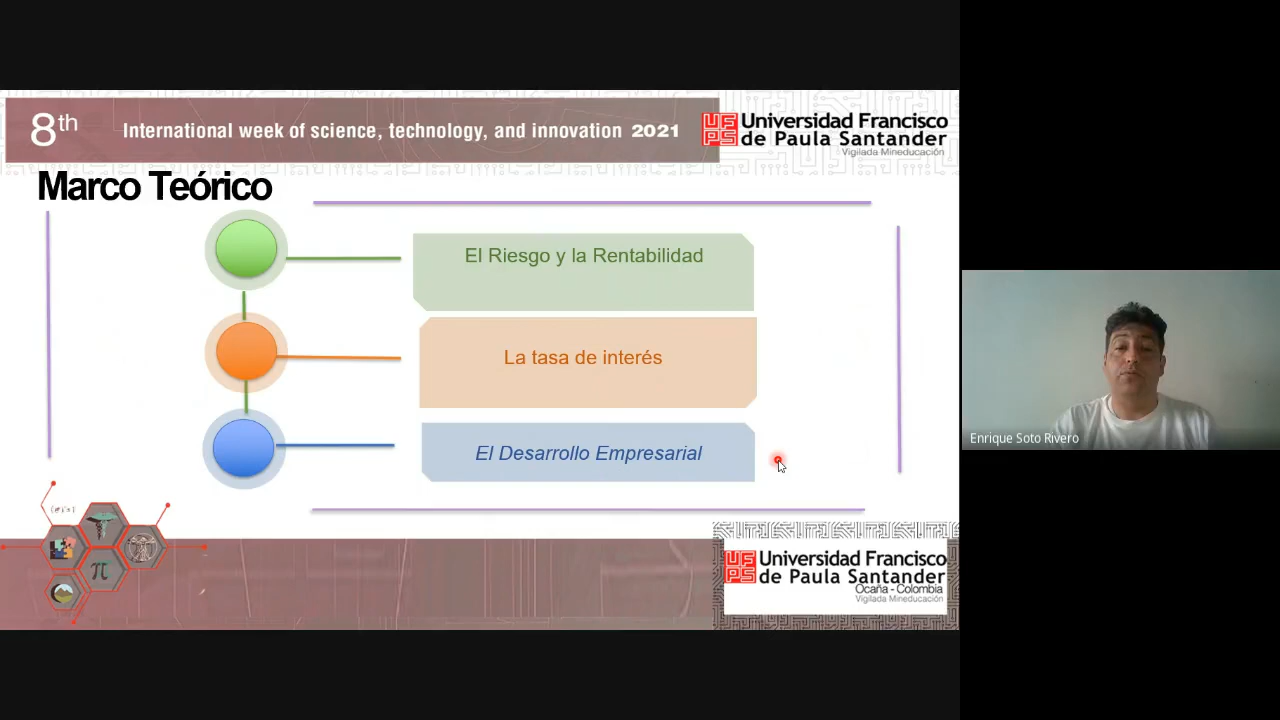 8th
International week of science, technology, and innovation 2021
UFPS
Universidad Francisco
de Paula Santander
Vigilada Mineducación
Marco Teórico
El Riesgo y la Rentabilidad
La tasa de interés
El Desarrollo Empresarial
Enrique Soto Rivero
π
UFPS
Universidad Francisco
de Paula Santander
Ocaña - Colombia
Vigilada Mineducación